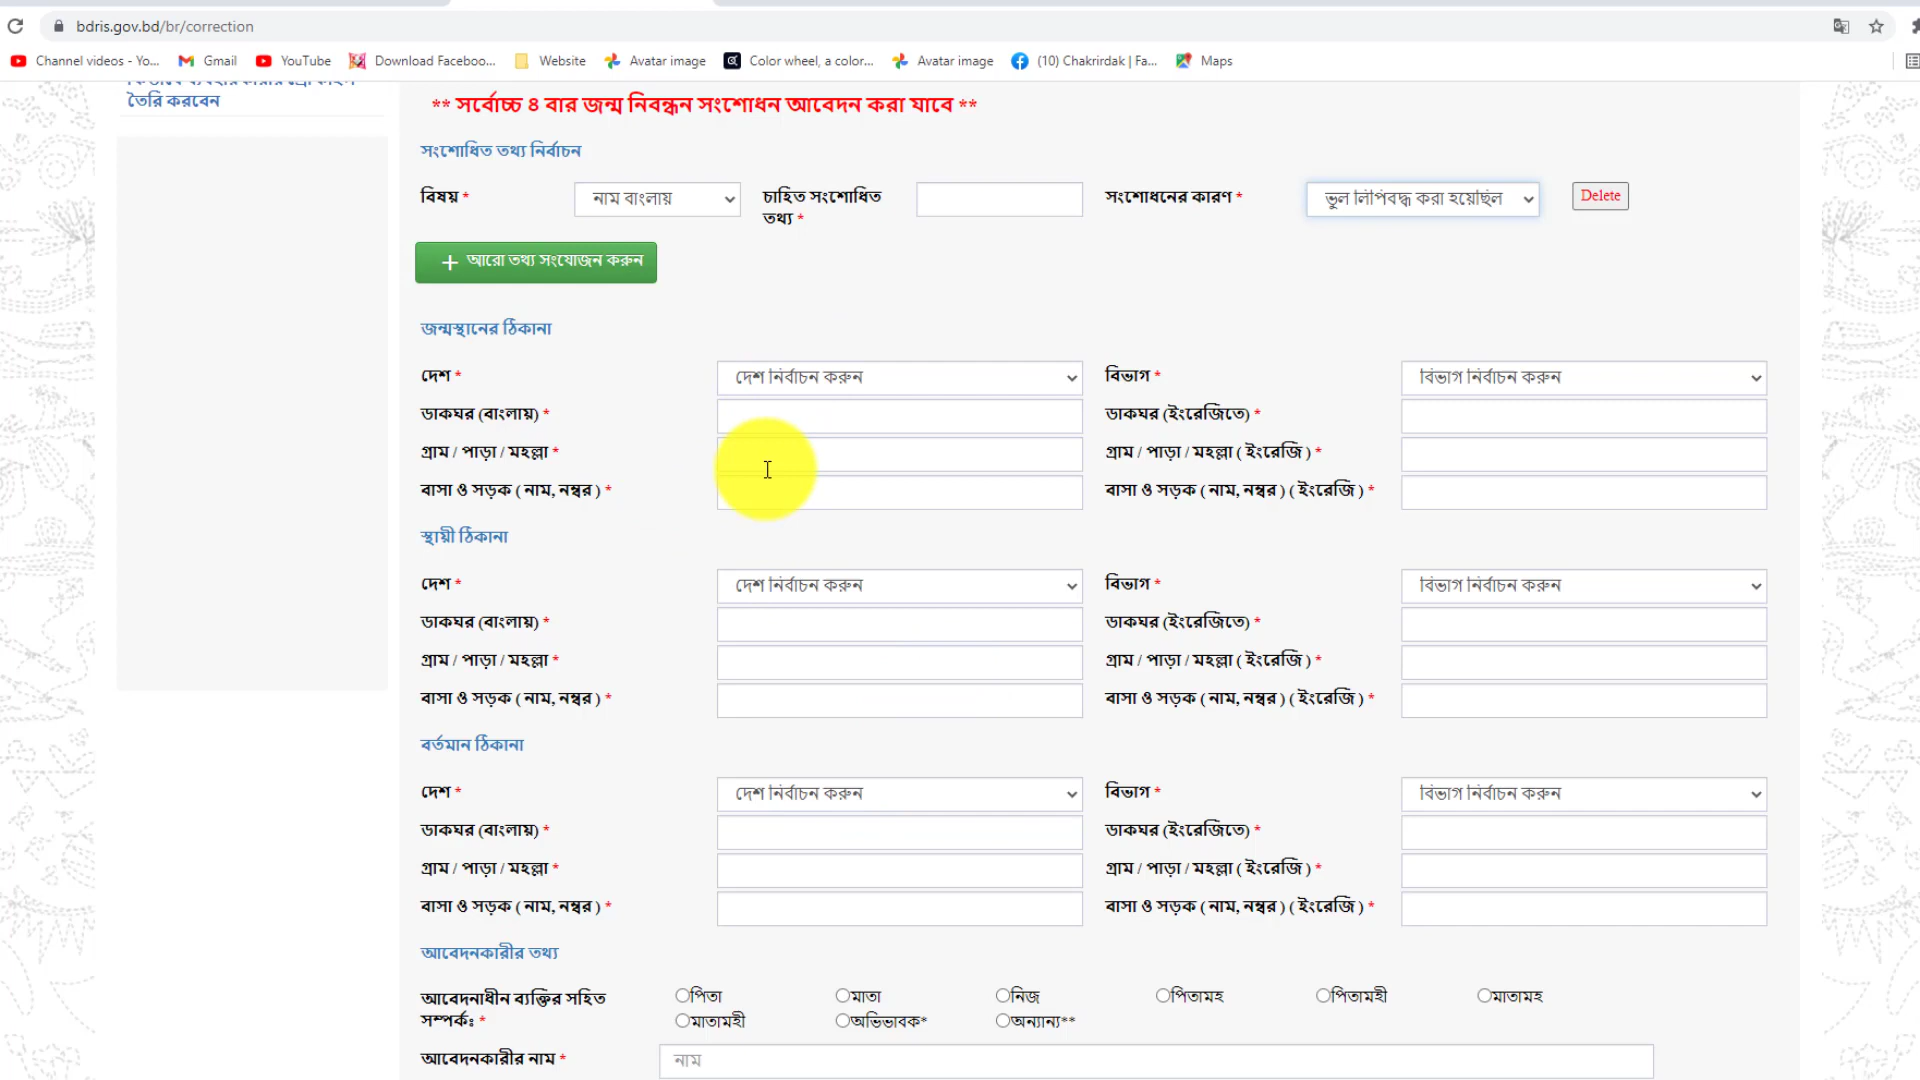 bdris.gov.bd/br/correction
Channel videos - Yo... Gmail YouTube Download Faceboo... Website Avatar image Color wheel, a color... Avatar image (10) Chakrirdak | Fa... Maps
তৈরি করবেন
** সর্বোচ্চ ৪ বার জন্ম নিবন্ধন সংশোধন আবেদন করা যাবে **
সংশোধিত তথ্য নির্বাচন
বিষয় * নাম বাংলায় চাহিত সংশোধিত তথ্য * সংশোধনের কারণ * ভুল লিপিবদ্ধ করা হয়েছিল Delete
+ আরো তথ্য সংযোজন করুন
জন্মস্থানের ঠিকানা
দেশ * দেশ নির্বাচন করুন বিভাগ * বিভাগ নির্বাচন করুন
ডাকঘর (বাংলায়) * ডাকঘর (ইংরেজিতে) *
গ্রাম / পাড়া / মহল্লা * গ্রাম / পাড়া / মহল্লা ( ইংরেজি ) *
বাসা ও সড়ক ( নাম, নম্বর ) * বাসা ও সড়ক ( নাম, নম্বর ) ( ইংরেজি ) *
স্থায়ী ঠিকানা
দেশ * দেশ নির্বাচন করুন বিভাগ * বিভাগ নির্বাচন করুন
ডাকঘর (বাংলায়) * ডাকঘর (ইংরেজিতে) *
গ্রাম / পাড়া / মহল্লা * গ্রাম / পাড়া / মহল্লা ( ইংরেজি ) *
বাসা ও সড়ক ( নাম, নম্বর ) * বাসা ও সড়ক ( নাম, নম্বর ) ( ইংরেজি ) *
বর্তমান ঠিকানা
দেশ * দেশ নির্বাচন করুন বিভাগ * বিভাগ নির্বাচন করুন
ডাকঘর (বাংলায়) * ডাকঘর (ইংরেজিতে) *
গ্রাম / পাড়া / মহল্লা * গ্রাম / পাড়া / মহল্লা ( ইংরেজি ) *
বাসা ও সড়ক ( নাম, নম্বর ) * বাসা ও সড়ক ( নাম, নম্বর ) ( ইংরেজি ) *
আবেদনকারীর তথ্য
আবেদনাধীন ব্যক্তির সহিত পিতা মাতা নিজ পিতামহ পিতামহী মাতামহ
সম্পর্কঃ * মাতামহী অভিভাবক* অন্যান্য**
আবেদনকারীর নাম * নাম